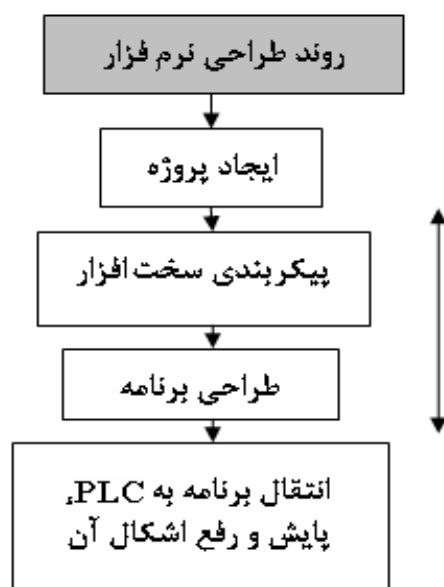 روند طراحی نرم فزار
ایجاد پروژه
پیکربندی سخت افزار
طراحی برنامه
انتقال برنامه به PLC،
پایش و رفع اشکال آن